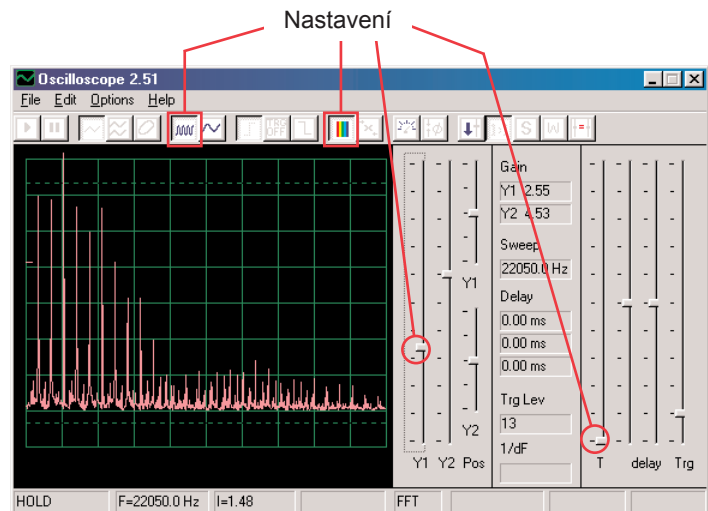 Nastavení
Oscilloscope 2.51
File Edit Options Help
TRG
OFF
S W
Gain
Y1 2.55
Y2 4.53
Sweep
22050.0 Hz
Delay
0.00 ms
0.00 ms
0.00 ms
Trg Lev
13
1/dF
Y1
Y2
Y1 Y2 Pos
T delay Trg
HOLD F=22050.0 Hz I=1.48 FFT